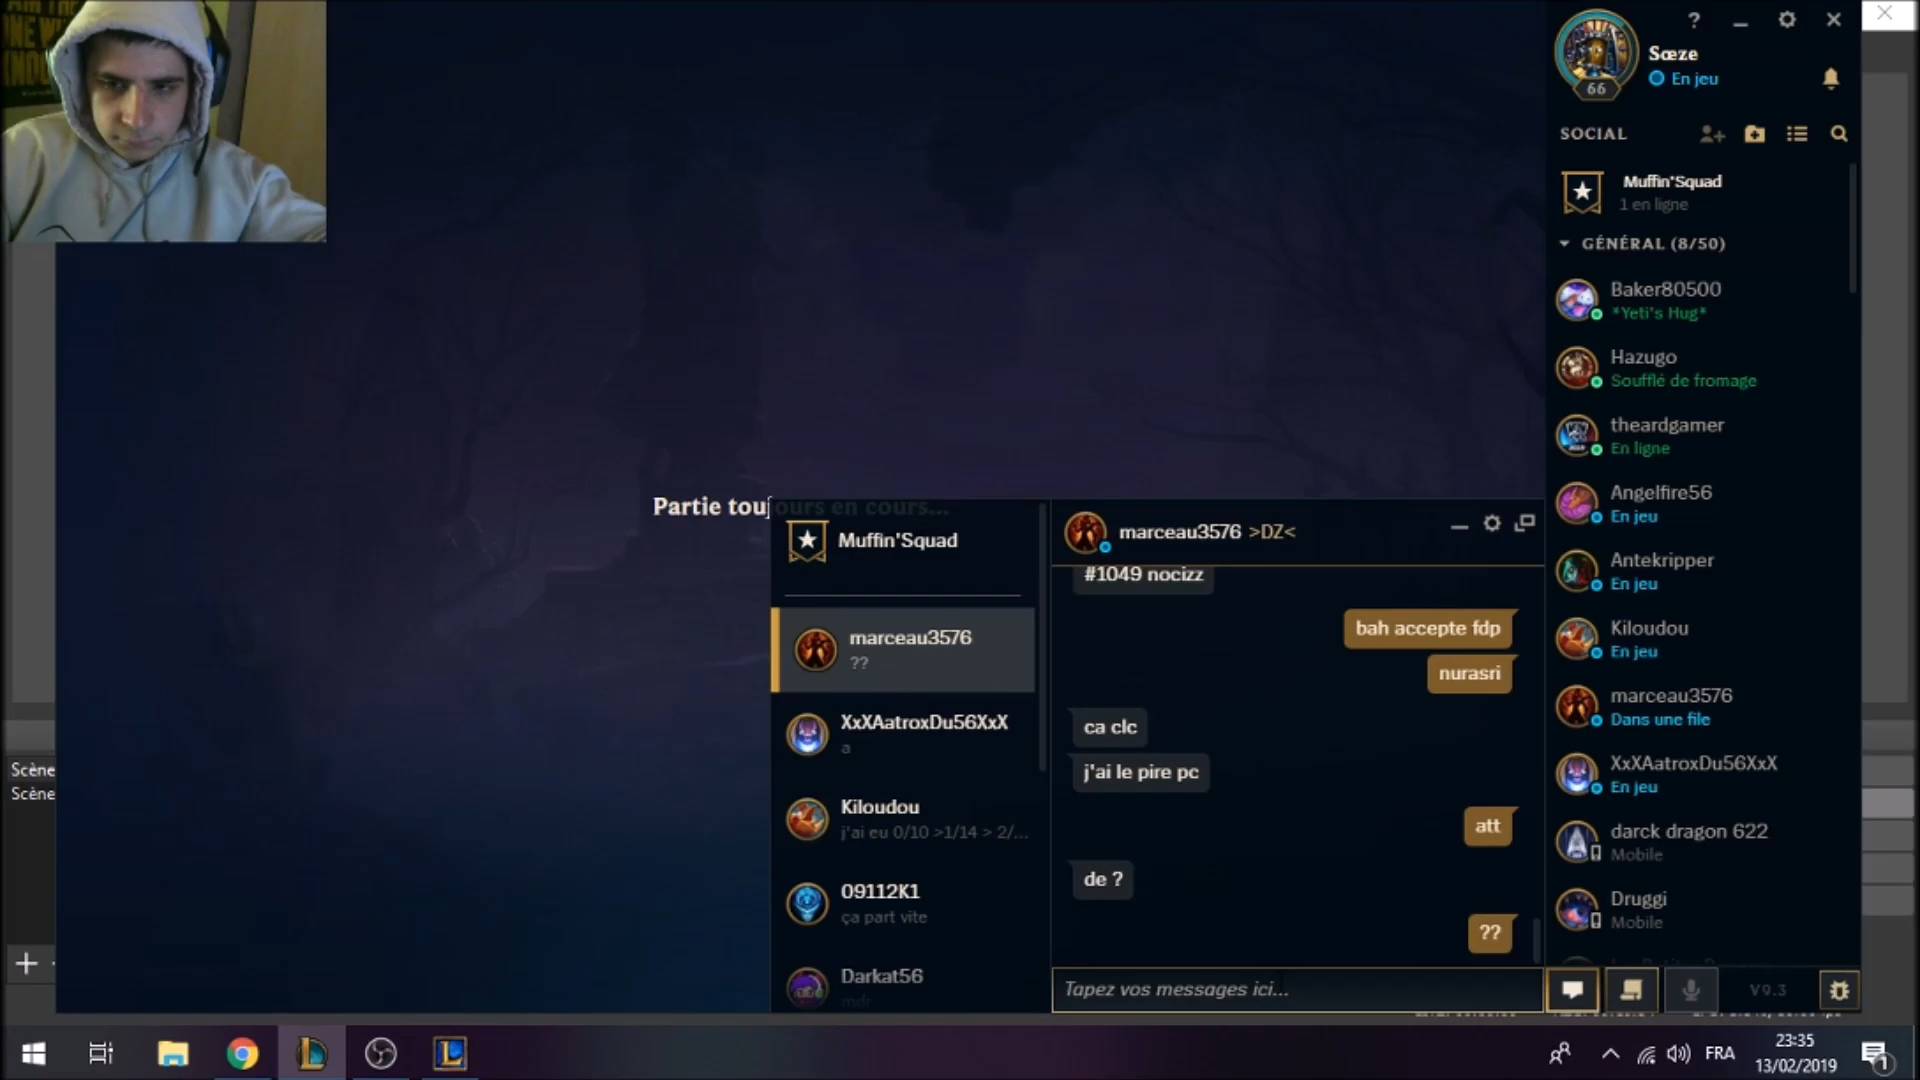 Sœze
66
En jeu
SOCIAL
Muffin'Squad
1 en ligne
GÉNÉRAL (8/50)
Baker80500
*Yeti's Hug*
Hazugo
Soufflé de fromage
theardgamer
En ligne
Angelfire56
En jeu
Antekripper
En jeu
Kiloudou
En jeu
marceau3576
Dans une file
XxXAatroxDu56XxX
En jeu
darck dragon 622
Mobile
Druggi
Mobile
V9.3
Partie toujours en cours...
Muffin'Squad
marceau3576
??
XxXAatroxDu56XxX
a
Kiloudou
j'ai eu 0/10 >1/14 > 2/...
09112K1
ça part vite
Darkat56
mdr
marceau3576 >DZ<
#1049 nocizz
bah accepte fdp
nurasri
ca clc
j'ai le pire pc
att
de ?
??
Tapez vos messages ici...
Scène
Scène
FRA
23:35
13/02/2019
1